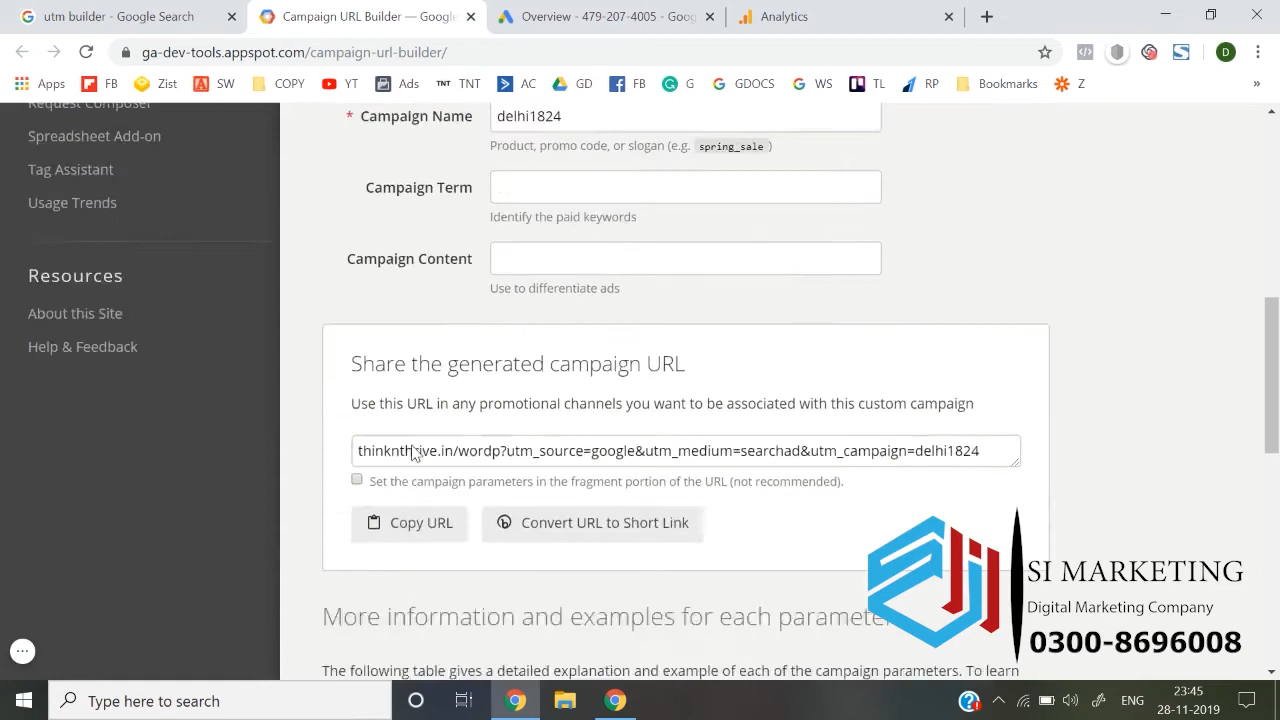 utm builder - Google Search
Campaign URL Builder — Google
Overview - 479-207-4005 - Goog
Analytics
ga-dev-tools.appspot.com/campaign-url-builder/
D
Apps FB Zist SW COPY YT Ads TNT TNT AC GD FB G GDOCS WS TL RP Bookmarks Z »
Request Composer
Spreadsheet Add-on
Tag Assistant
Usage Trends
Resources
About this Site
Help & Feedback
* Campaign Name delhi1824
Product, promo code, or slogan (e.g. spring_sale )
Campaign Term
Identify the paid keywords
Campaign Content
Use to differentiate ads
Share the generated campaign URL
Use this URL in any promotional channels you want to be associated with this custom campaign
thinknthrive.in/wordp?utm_source=google&utm_medium=searchad&utm_campaign=delhi1824
Set the campaign parameters in the fragment portion of the URL (not recommended).
Copy URL
Convert URL to Short Link
More information and examples for each paramete
The following table gives a detailed explanation and example of each of the campaign parameters. To learn
SI MARKETING
Digital Marketing Company
0300-8696008
Type here to search
ENG
23:45
28-11-2019